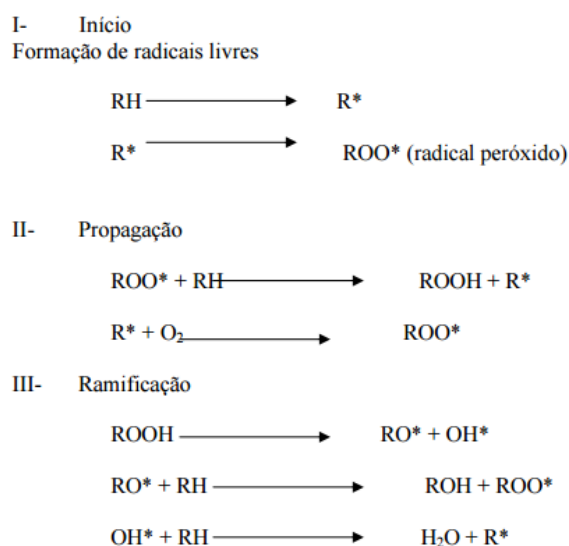 I- Início
Formação de radicais livres
RH ⟶ R*
R* ⟶ ROO* (radical peróxido)
II- Propagação
ROO* + RH ⟶ ROOH + R*
R* + O₂ ⟶ ROO*
III- Ramificação
ROOH ⟶ RO* + OH*
RO* + RH ⟶ ROH + ROO*
OH* + RH ⟶ H₂O + R*